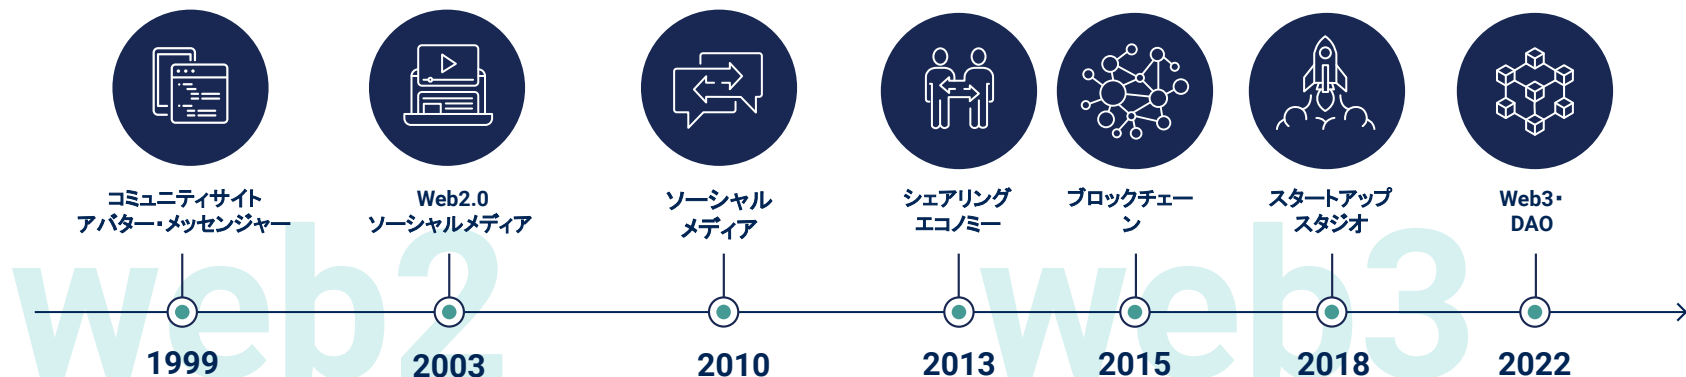 コミュニティサイト
アバター・メッセンジャー
Web2.0
ソーシャルメディア
ソーシャル
メディア
シェアリング
エコノミー
ブロックチェー
ン
スタートアップ
スタジオ
Web3・
DAO
web2
web3
1999
2003
2010
2013
2015
2018
2022